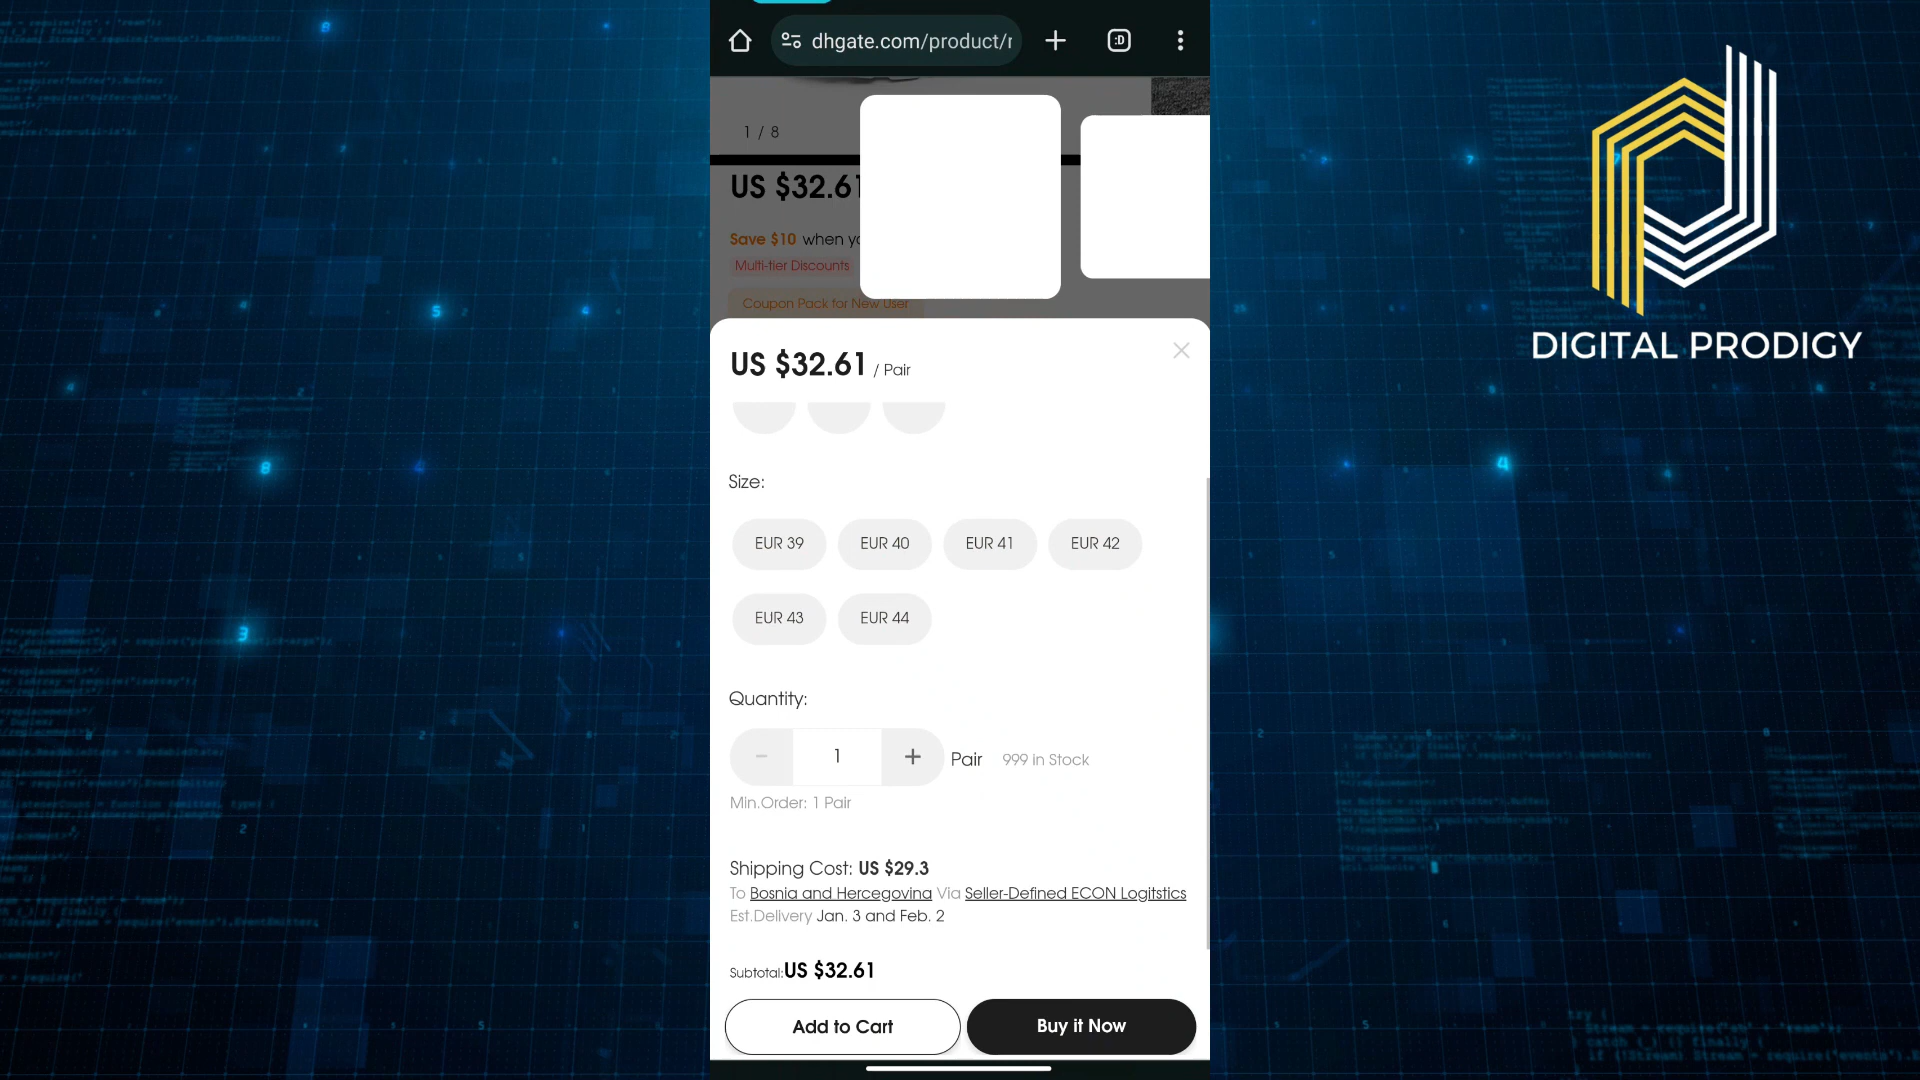 dhgate.com/product/r
:D
1 / 8
US $32.61
Save $10 when yo
Multi-tier Discounts
Coupon Pack for New User
US $32.61 / Pair
Size:
EUR 39
EUR 40
EUR 41
EUR 42
EUR 43
EUR 44
Quantity:
1
Pair
999 in Stock
Min.Order: 1 Pair
Shipping Cost: US $29.3
To Bosnia and Hercegovina Via Seller-Defined ECON Logitstics
Est.Delivery Jan. 3 and Feb. 2
Subtotal:US $32.61
Add to Cart
Buy it Now
DIGITAL PRODIGY